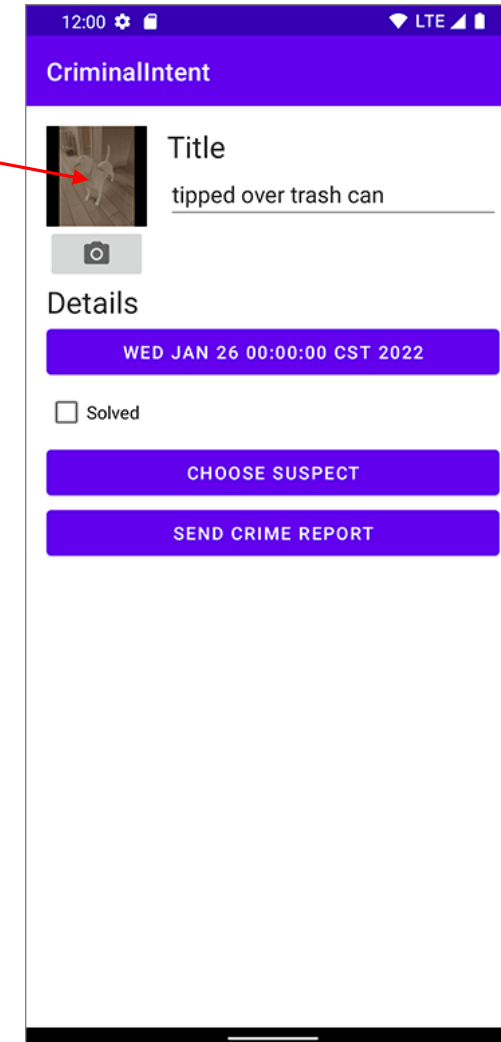 12:00 LTE
CriminalIntent
Title
tipped over trash can
Details
WED JAN 26 00:00:00 CST 2022
Solved
CHOOSE SUSPECT
SEND CRIME REPORT